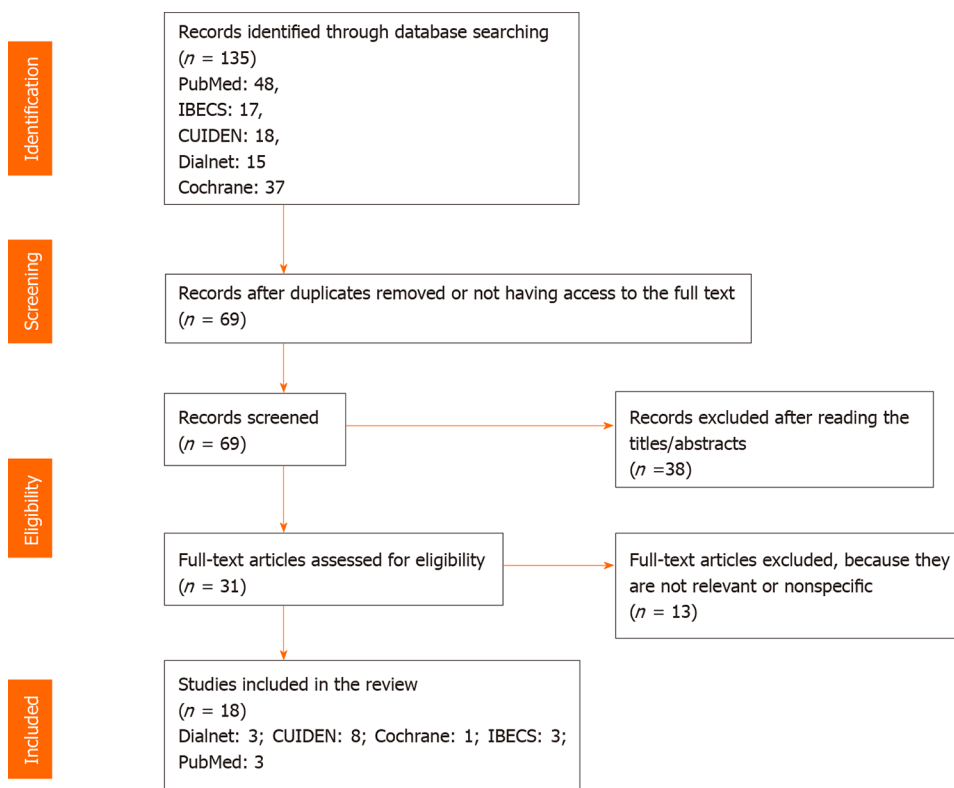 Identification
Records identified through database searching
(n = 135)
PubMed: 48,
IBECS: 17,
CUIDEN: 18,
Dialnet: 15
Cochrane: 37
Screening
Records after duplicates removed or not having access to the full text
(n = 69)
Records screened
(n = 69)
Records excluded after reading the
titles/abstracts
(n =38)
Eligibility
Full-text articles assessed for eligibility
(n = 31)
Full-text articles excluded, because they
are not relevant or nonspecific
(n = 13)
Included
Studies included in the review
(n = 18)
Dialnet: 3; CUIDEN: 8; Cochrane: 1; IBECS: 3;
PubMed: 3